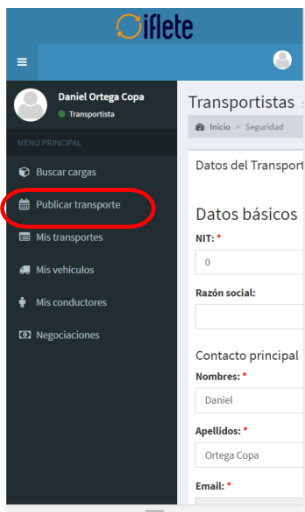 iflete
Daniel Ortega Copa
Transportista
MENÚ PRINCIPAL
Buscar cargas
Publicar transporte
Mis transportes
Mis vehículos
Mis conductores
Negociaciones
Transportistas
Inicio > Seguridad
Datos del Transport
Datos básicos
NIT: *
0
Razón social:
Contacto principal
Nombres: *
Daniel
Apellidos: *
Ortega Copa
Email: *